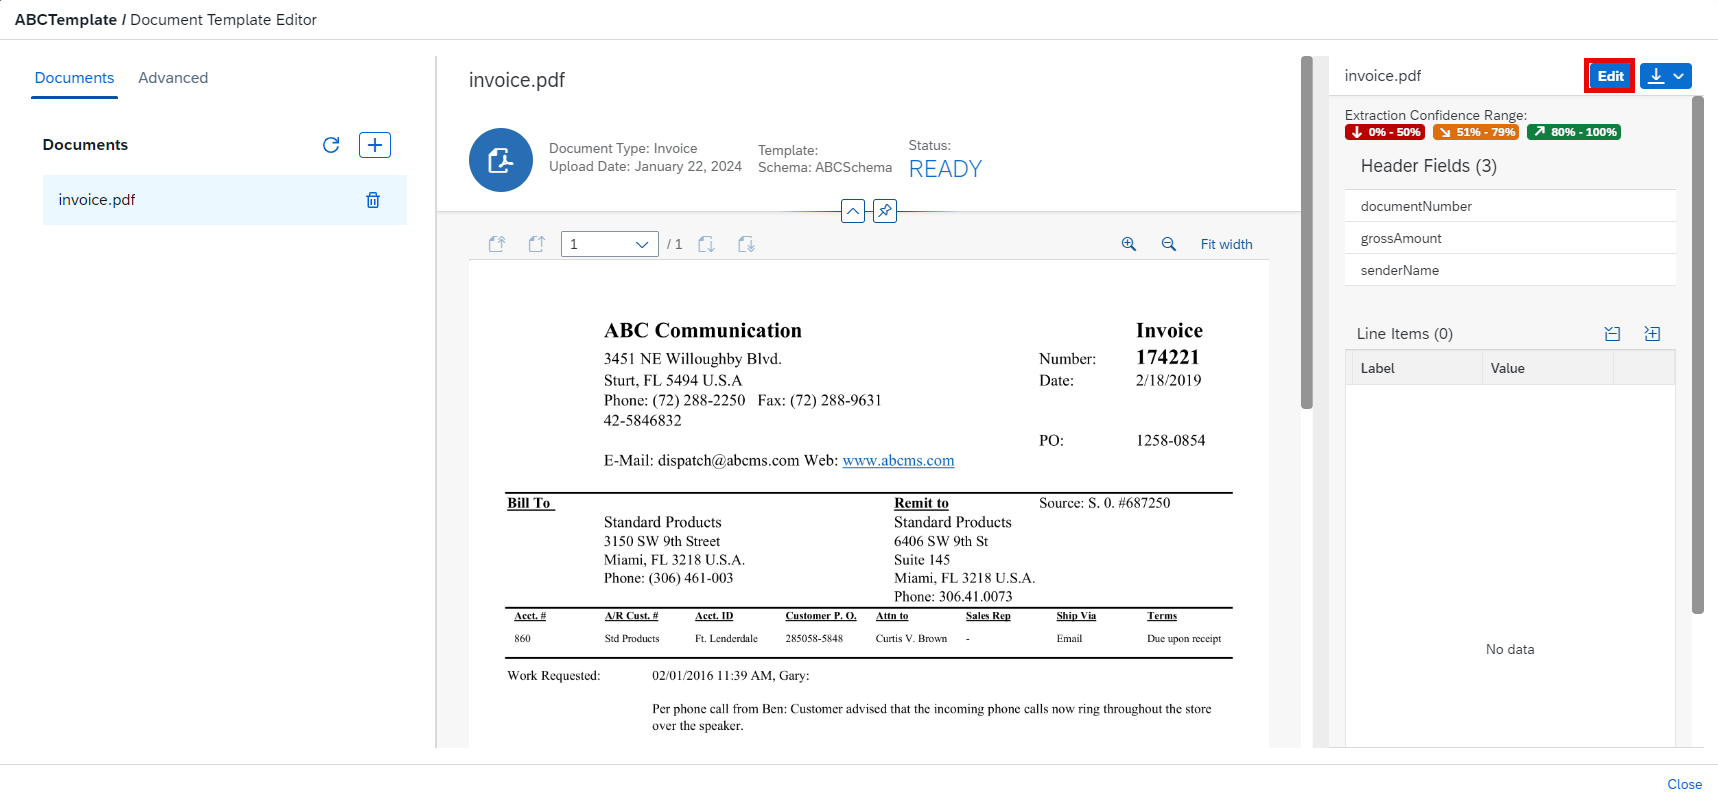 ABCTemplate / Document Template Editor
Documents Advanced
Documents
invoice.pdf
invoice.pdf
Document Type: Invoice
Upload Date: January 22, 2024
Template:
Schema: ABCSchema
Status:
READY
1 / 1 Fit width
ABC Communication Invoice
3451 NE Willoughby Blvd. Number: 174221
Sturt, FL 5494 U.S.A Date: 2/18/2019
Phone: (72) 288-2250 Fax: (72) 288-9631
42-5846832
PO: 1258-0854
E-Mail: dispatch@abcms.com Web: www.abcms.com
Bill To Remit to Source: S. 0. #687250
Standard Products Standard Products
3150 SW 9th Street 6406 SW 9th St
Miami, FL 3218 U.S.A. Suite 145
Phone: (306) 461-003 Miami, FL 3218 U.S.A.
Phone: 306.41.0073
Acct. # A/R Cust. # Acct. ID Customer P. O. Attn to Sales Rep Ship Via Terms
860 Std Products Ft. Lenderdale 285058-5848 Curtis V. Brown - Email Due upon receipt
Work Requested: 02/01/2016 11:39 AM, Gary:
Per phone call from Ben: Customer advised that the incoming phone calls now ring throughout the store
over the speaker.
invoice.pdf Edit
Extraction Confidence Range:
0% - 50% 51% - 79% 80% - 100%
Header Fields (3)
documentNumber
grossAmount
senderName
Line Items (0)
Label Value
No data
Close